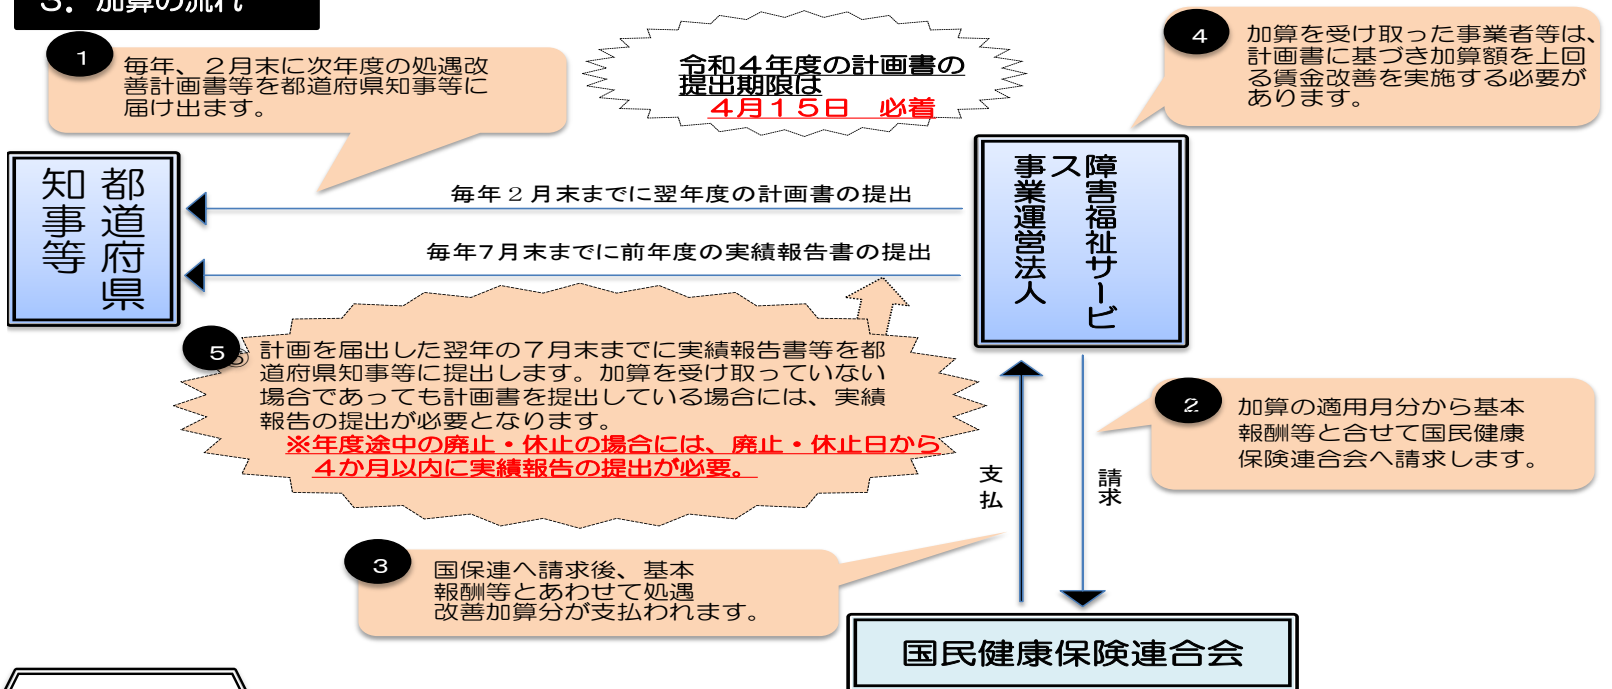 ３．加算の流れ
1
毎年、２月末に次年度の処遇改
善計画書等を都道府県知事等に
届け出ます。
令和４年度の計画書の
提出期限は
４月１５日　必着
4
加算を受け取った事業者等は、
計画書に基づき加算額を上回
る賃金改善を実施する必要が
あります。
都道府県
知事等
毎年２月末までに翌年度の計画書の提出
毎年7月末までに前年度の実績報告書の提出
障害福祉サービ
ス
事業運営法人
5
⑤
計画を届出した翌年の７月末までに実績報告書等を都
道府県知事等に提出します。加算を受け取っていない
場合であっても計画書を提出している場合には、実績
報告の提出が必要となります。
※年度途中の廃止・休止の場合には、廃止・休止日から
４か月以内に実績報告の提出が必要。
2
加算の適用月分から基本
報酬等と合せて国民健康
保険連合会へ請求します。
支払
請求
3
国保連へ請求後、基本
報酬等とあわせて処遇
改善加算分が支払われます。
国民健康保険連合会